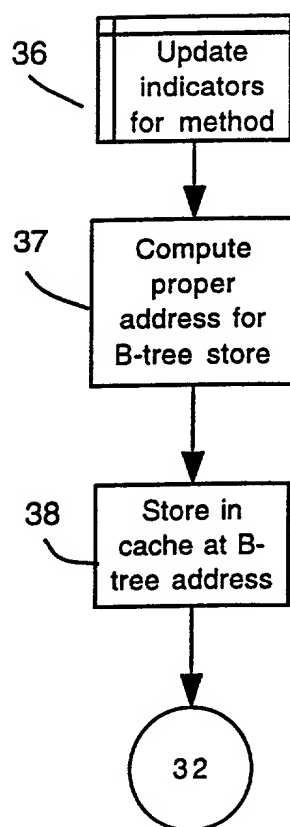 36
Update
indicators
for method
37
Compute
proper
address for
B-tree store
38
Store in
cache at B-
tree address
32